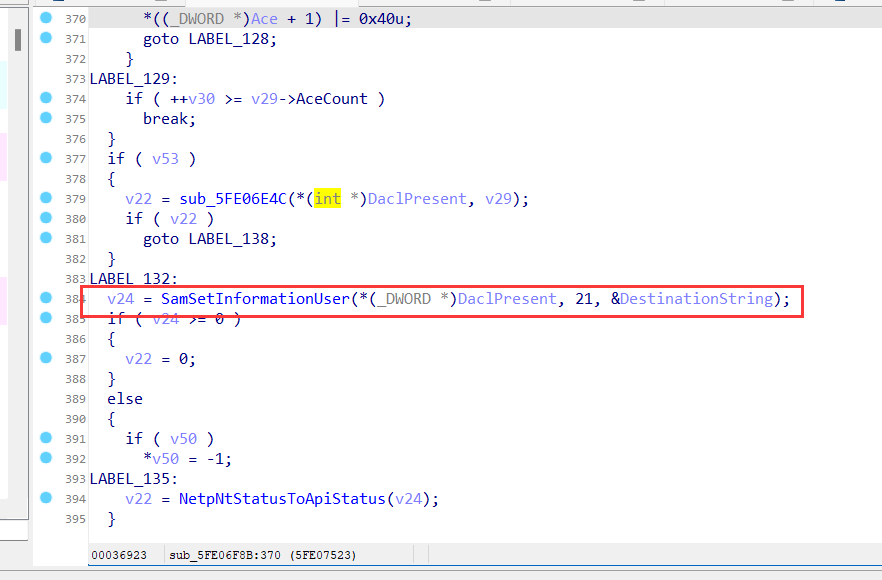 370 *((_DWORD *)Ace + 1) |= 0x40u;
371 goto LABEL_128;
372 }
373 LABEL_129:
374 if ( ++v30 >= v29->AceCount )
375 break;
376 }
377 if ( v53 )
378 {
379 v22 = sub_5FE06E4C(*(int *)DaclPresent, v29);
380 if ( v22 )
381 goto LABEL_138;
382 }
383 LABEL_132:
384 v24 = SamSetInformationUser(*(_DWORD *)DaclPresent, 21, &DestinationString);
385 if ( v24 >= 0 )
386 {
387 v22 = 0;
388 }
389 else
390 {
391 if ( v50 )
392 *v50 = -1;
393 LABEL_135:
394 v22 = NetpNtStatusToApiStatus(v24);
395 }
00036923 sub_5FE06F8B:370 (5FE07523)